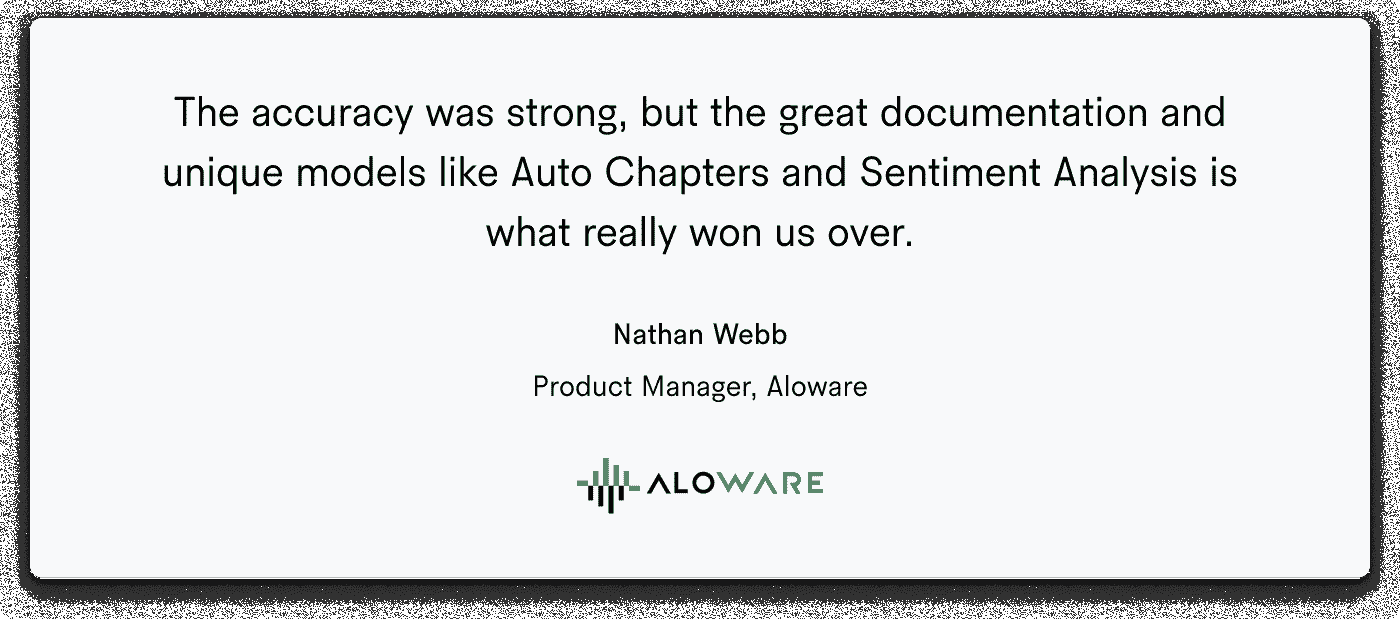 The accuracy was strong, but the great documentation and
unique models like Auto Chapters and Sentiment Analysis is
what really won us over.
Nathan Webb
Product Manager, Aloware
ALOWARE